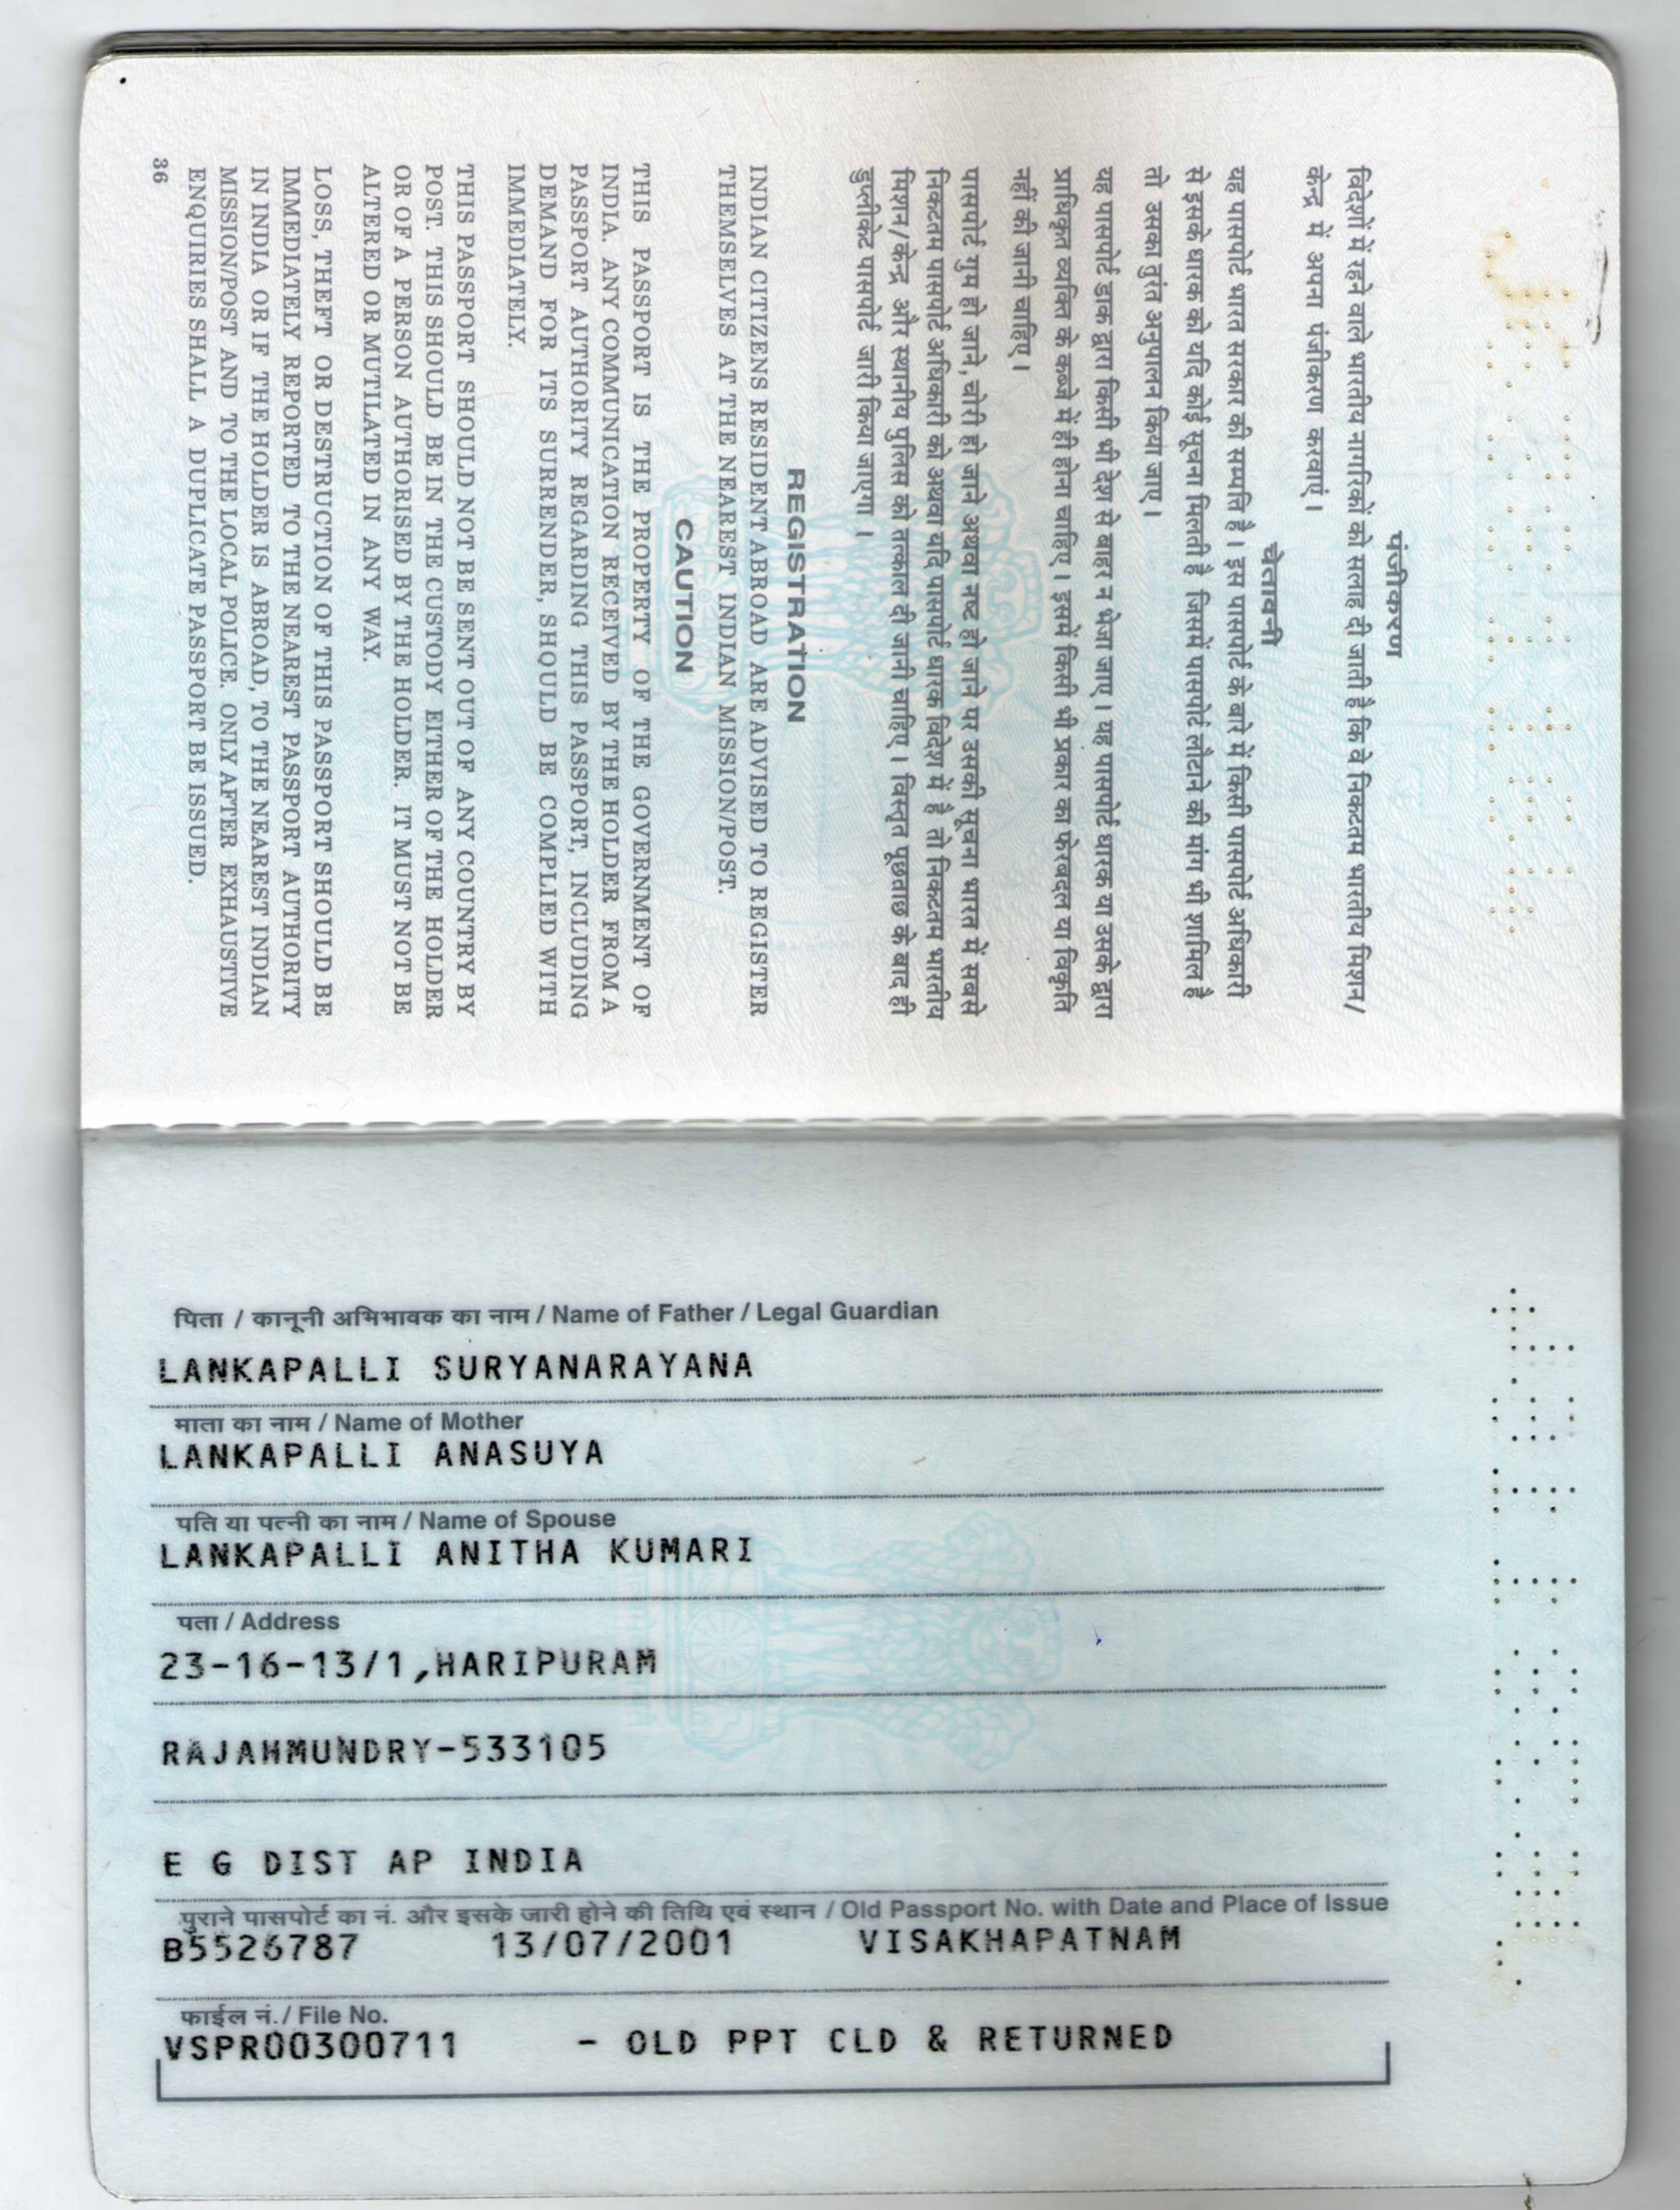 पंजीकरण
विदेशों में रहने वाले भारतीय नागरिकों को सलाह दी जाती है कि वे निकटतम भारतीय मिशन/
केन्द्र में अपना पंजीकरण करवाएं ।
चेतावनी
यह पासपोर्ट भारत सरकार की सम्पत्ति है । इस पासपोर्ट के बारे में किसी पासपोर्ट अधिकारी
से इसके धारक को यदि कोई सूचना मिलती है जिसमें पासपोर्ट लौटाने की मांग भी शामिल है
तो उसका तुरंत अनुपालन किया जाए ।
यह पासपोर्ट डाक द्वारा किसी भी देश से बाहर न भेजा जाए । यह पासपोर्ट धारक या उसके द्वारा
प्राधिकृत व्यक्ति के कब्जे में ही होना चाहिए । इसमें किसी भी प्रकार का फेरबदल या विकृति
नहीं की जानी चाहिए ।
पासपोर्ट गुम हो जाने, चोरी हो जाने अथवा नष्ट हो जाने पर उसकी सूचना भारत में सबसे
निकटतम पासपोर्ट अधिकारी को अथवा यदि पासपोर्ट धारक विदेश में है तो निकटतम भारतीय
मिशन/केन्द्र और स्थानीय पुलिस को तत्काल दी जानी चाहिए । विस्तृत पूछताछ के बाद ही
डुप्लीकेट पासपोर्ट जारी किया जाएगा ।
REGISTRATION
INDIAN CITIZENS RESIDENT ABROAD ARE ADVISED TO REGISTER
THEMSELVES AT THE NEAREST INDIAN MISSION/POST.
CAUTION
THIS PASSPORT IS THE PROPERTY OF THE GOVERNMENT OF
INDIA. ANY COMMUNICATION RECEIVED BY THE HOLDER FROM A
PASSPORT AUTHORITY REGARDING THIS PASSPORT, INCLUDING
DEMAND FOR ITS SURRENDER, SHOULD BE COMPLIED WITH
IMMEDIATELY.
THIS PASSPORT SHOULD NOT BE SENT OUT OF ANY COUNTRY BY
POST. THIS SHOULD BE IN THE CUSTODY EITHER OF THE HOLDER
OR OF A PERSON AUTHORISED BY THE HOLDER. IT MUST NOT BE
ALTERED OR MUTILATED IN ANY WAY.
LOSS, THEFT OR DESTRUCTION OF THIS PASSPORT SHOULD BE
IMMEDIATELY REPORTED TO THE NEAREST PASSPORT AUTHORITY
IN INDIA OR IF THE HOLDER IS ABROAD, TO THE NEAREST INDIAN
MISSION/POST AND TO THE LOCAL POLICE. ONLY AFTER EXHAUSTIVE
ENQUIRIES SHALL A DUPLICATE PASSPORT BE ISSUED.
36
पिता / कानूनी अभिभावक का नाम / Name of Father / Legal Guardian
LANKAPALLI SURYANARAYANA
माता का नाम / Name of Mother
LANKAPALLI ANASUYA
पति या पत्नी का नाम / Name of Spouse
LANKAPALLI ANITHA KUMARI
पता / Address
23-16-13/1,HARIPURAM
RAJAHMUNDRY-533105
E G DIST AP INDIA
पुराने पासपोर्ट का नं. और इसके जारी होने की तिथि एवं स्थान / Old Passport No. with Date and Place of Issue
B5526787 13/07/2001 VISAKHAPATNAM
फाईल नं. / File No.
VSPR00300711 - OLD PPT CLD & RETURNED